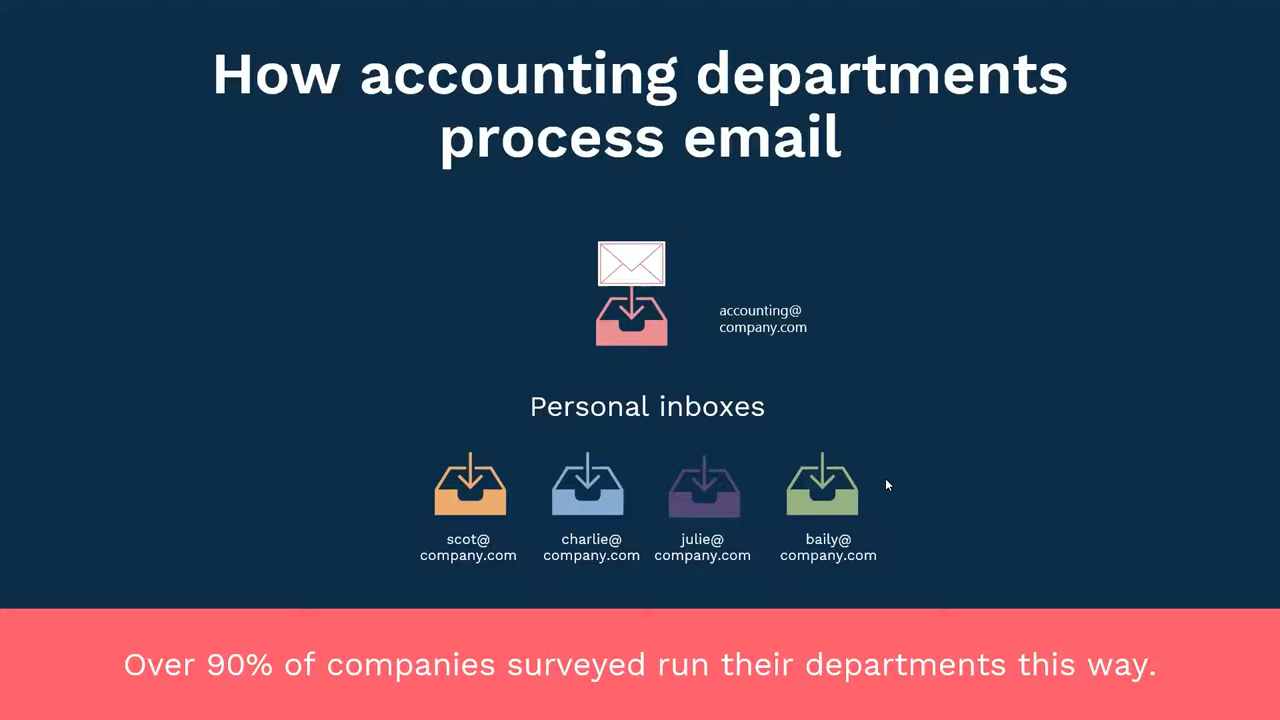 How accounting departments
process email
accounting@
company.com
Personal inboxes
scot@
company.com
charlie@
company.com
julie@
company.com
baily@
company.com
Over 90% of companies surveyed run their departments this way.